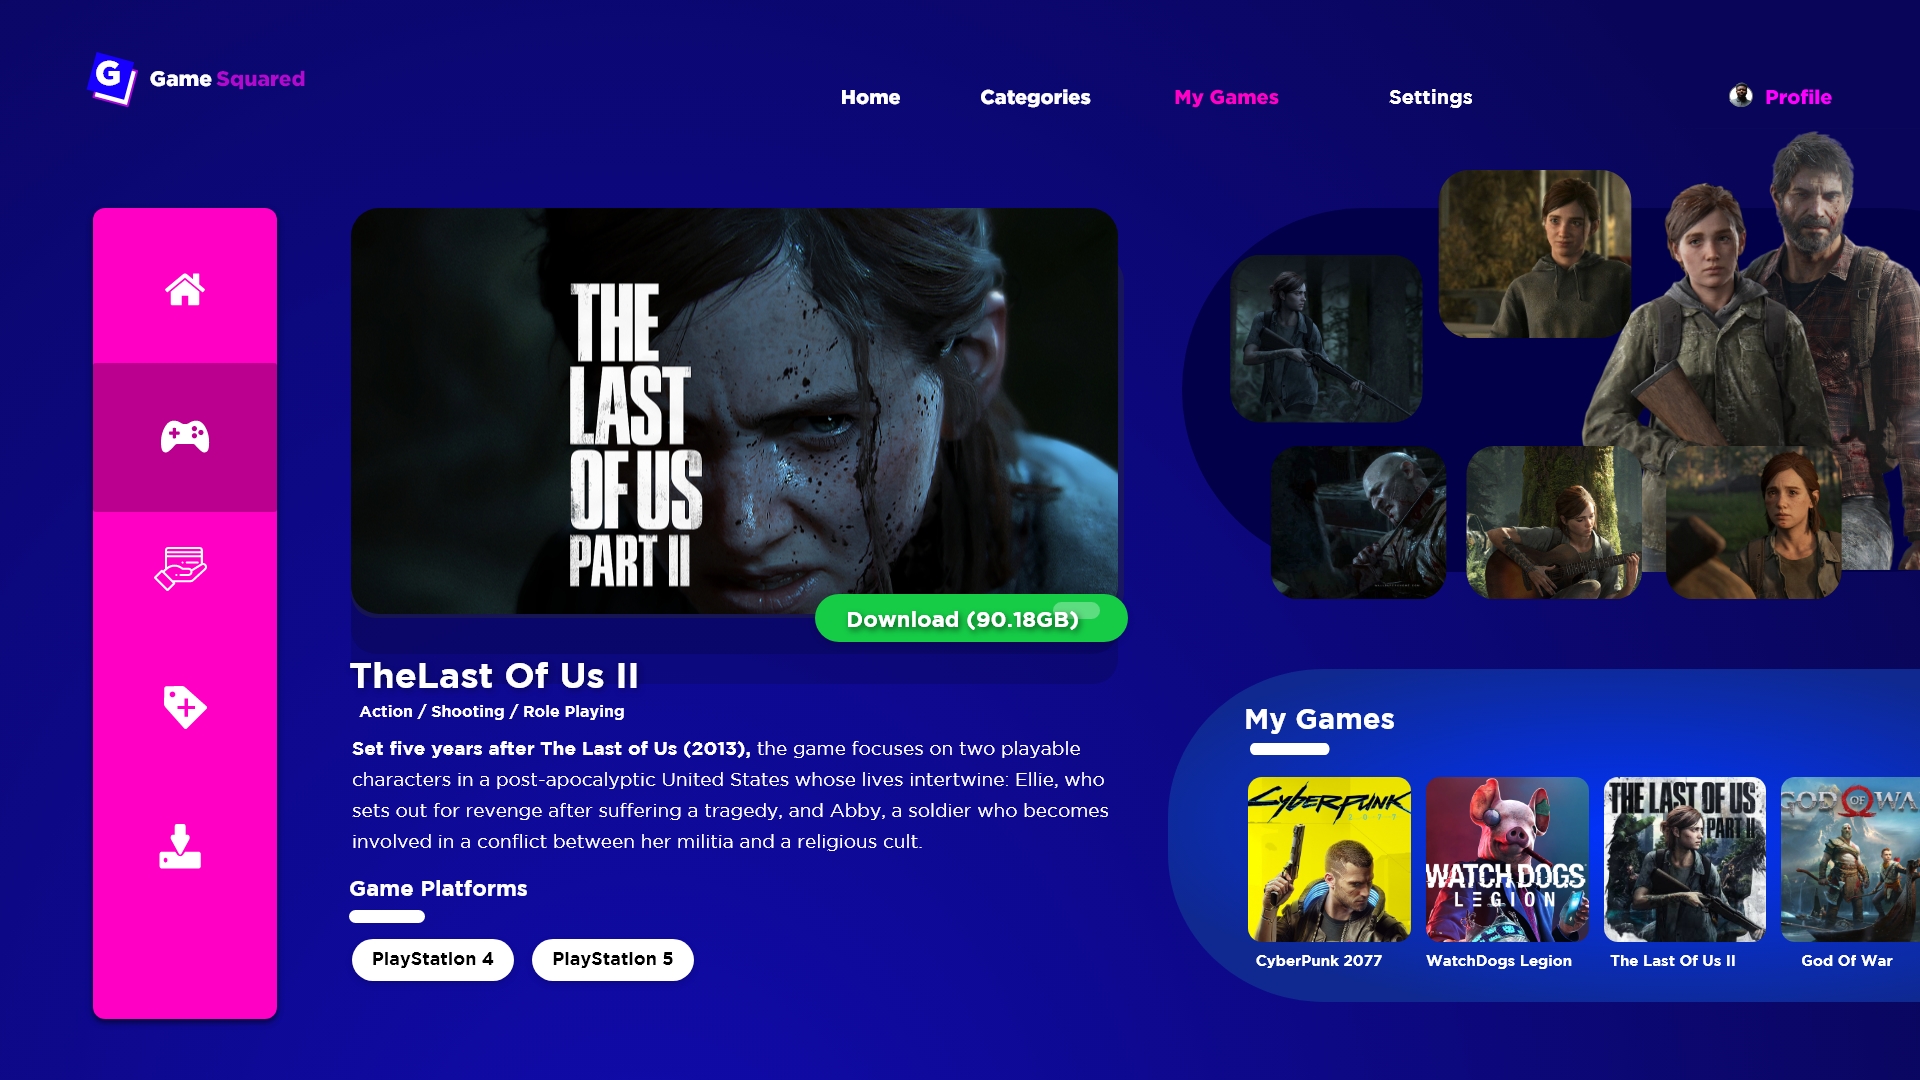 G
Game Squared
Home
Categories
My Games
Settings
Profile
THE
LAST
OF US
PART II
Download (90.18GB)
TheLast Of Us II
Action / Shooting / Role Playing
Set five years after The Last of Us (2013), the game focuses on two playable
characters in a post-apocalyptic United States whose lives intertwine: Ellie, who
sets out for revenge after suffering a tragedy, and Abby, a soldier who becomes
involved in a conflict between her militia and a religious cult.
Game Platforms
PlayStation 4
PlayStation 5
My Games
CYBERPUNK
2077
WATCH DOGS
LEGION
THE LAST OF US
PART II
GOD OF WA
CyberPunk 2077
WatchDogs Legion
The Last Of Us II
God Of War